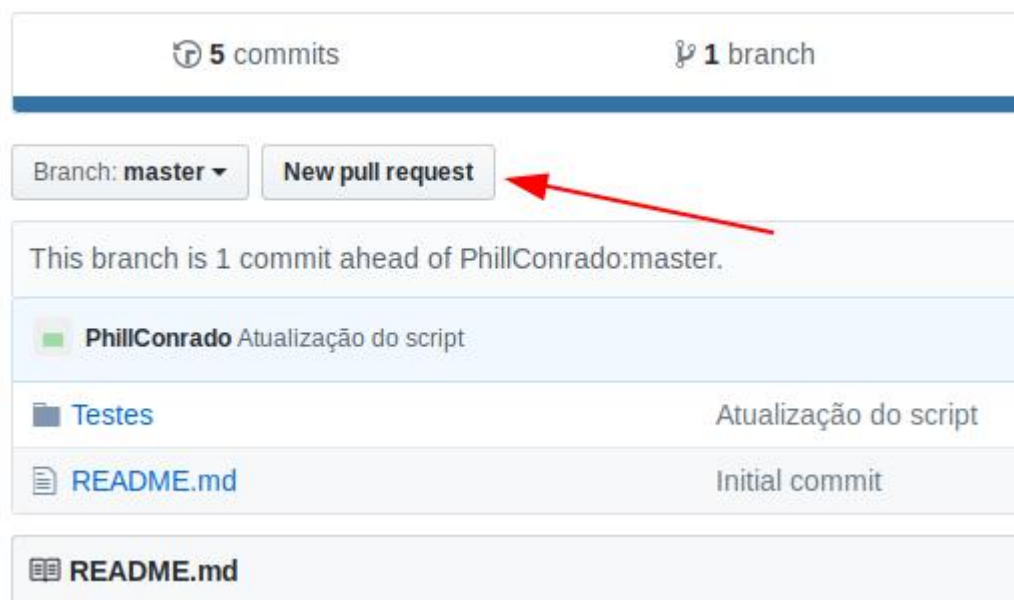 5 commits
1 branch
Branch: master
New pull request
This branch is 1 commit ahead of PhillConrado:master.
PhillConrado Atualização do script
Testes
Atualização do script
README.md
Initial commit
README.md